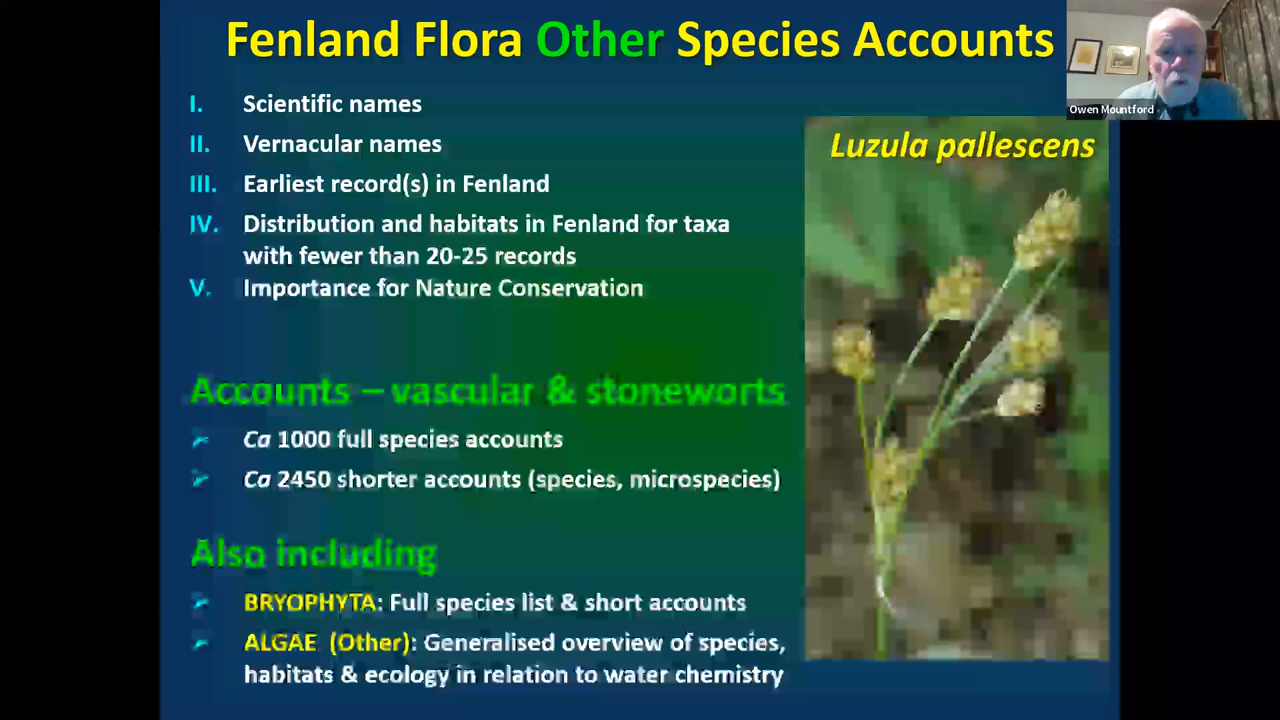 Fenland Flora Other Species Accounts
Owen Mountford
I. Scientific names
II. Vernacular names
III. Earliest record(s) in Fenland
IV. Distribution and habitats in Fenland for taxa
with fewer than 20-25 records
V. Importance for Nature Conservation
Luzula pallescens
Accounts – vascular & stoneworts
Ca 1000 full species accounts
Ca 2450 shorter accounts (species, microspecies)
Also including
BRYOPHYTA: Full species list & short accounts
ALGAE (Other): Generalised overview of species,
habitats & ecology in relation to water chemistry